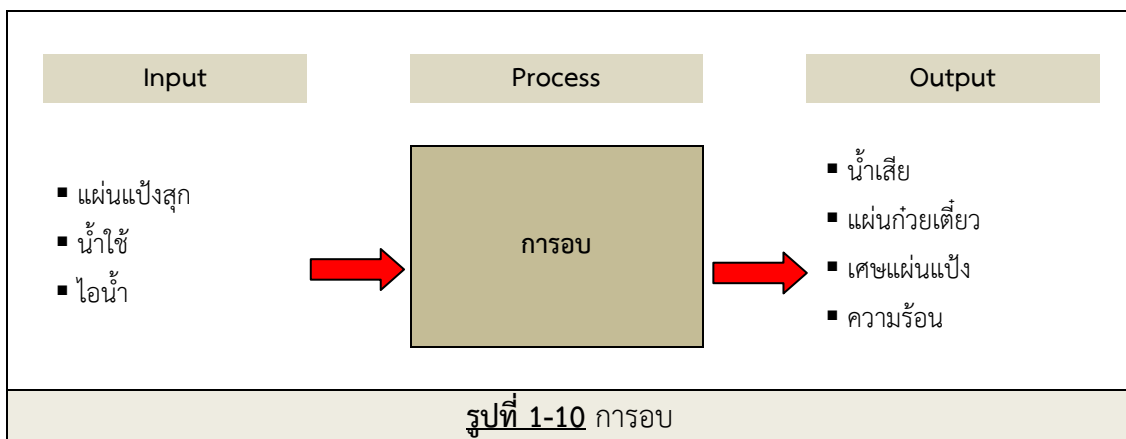 Input
Process
Output
▪ แผ่นแป้งสุก
▪ น้ำใช้
▪ ไอน้ำ
การอบ
▪ น้ำเสีย
▪ แผ่นก๋วยเตี๋ยว
▪ เศษแผ่นแป้ง
▪ ความร้อน
รูปที่ 1-10 การอบ